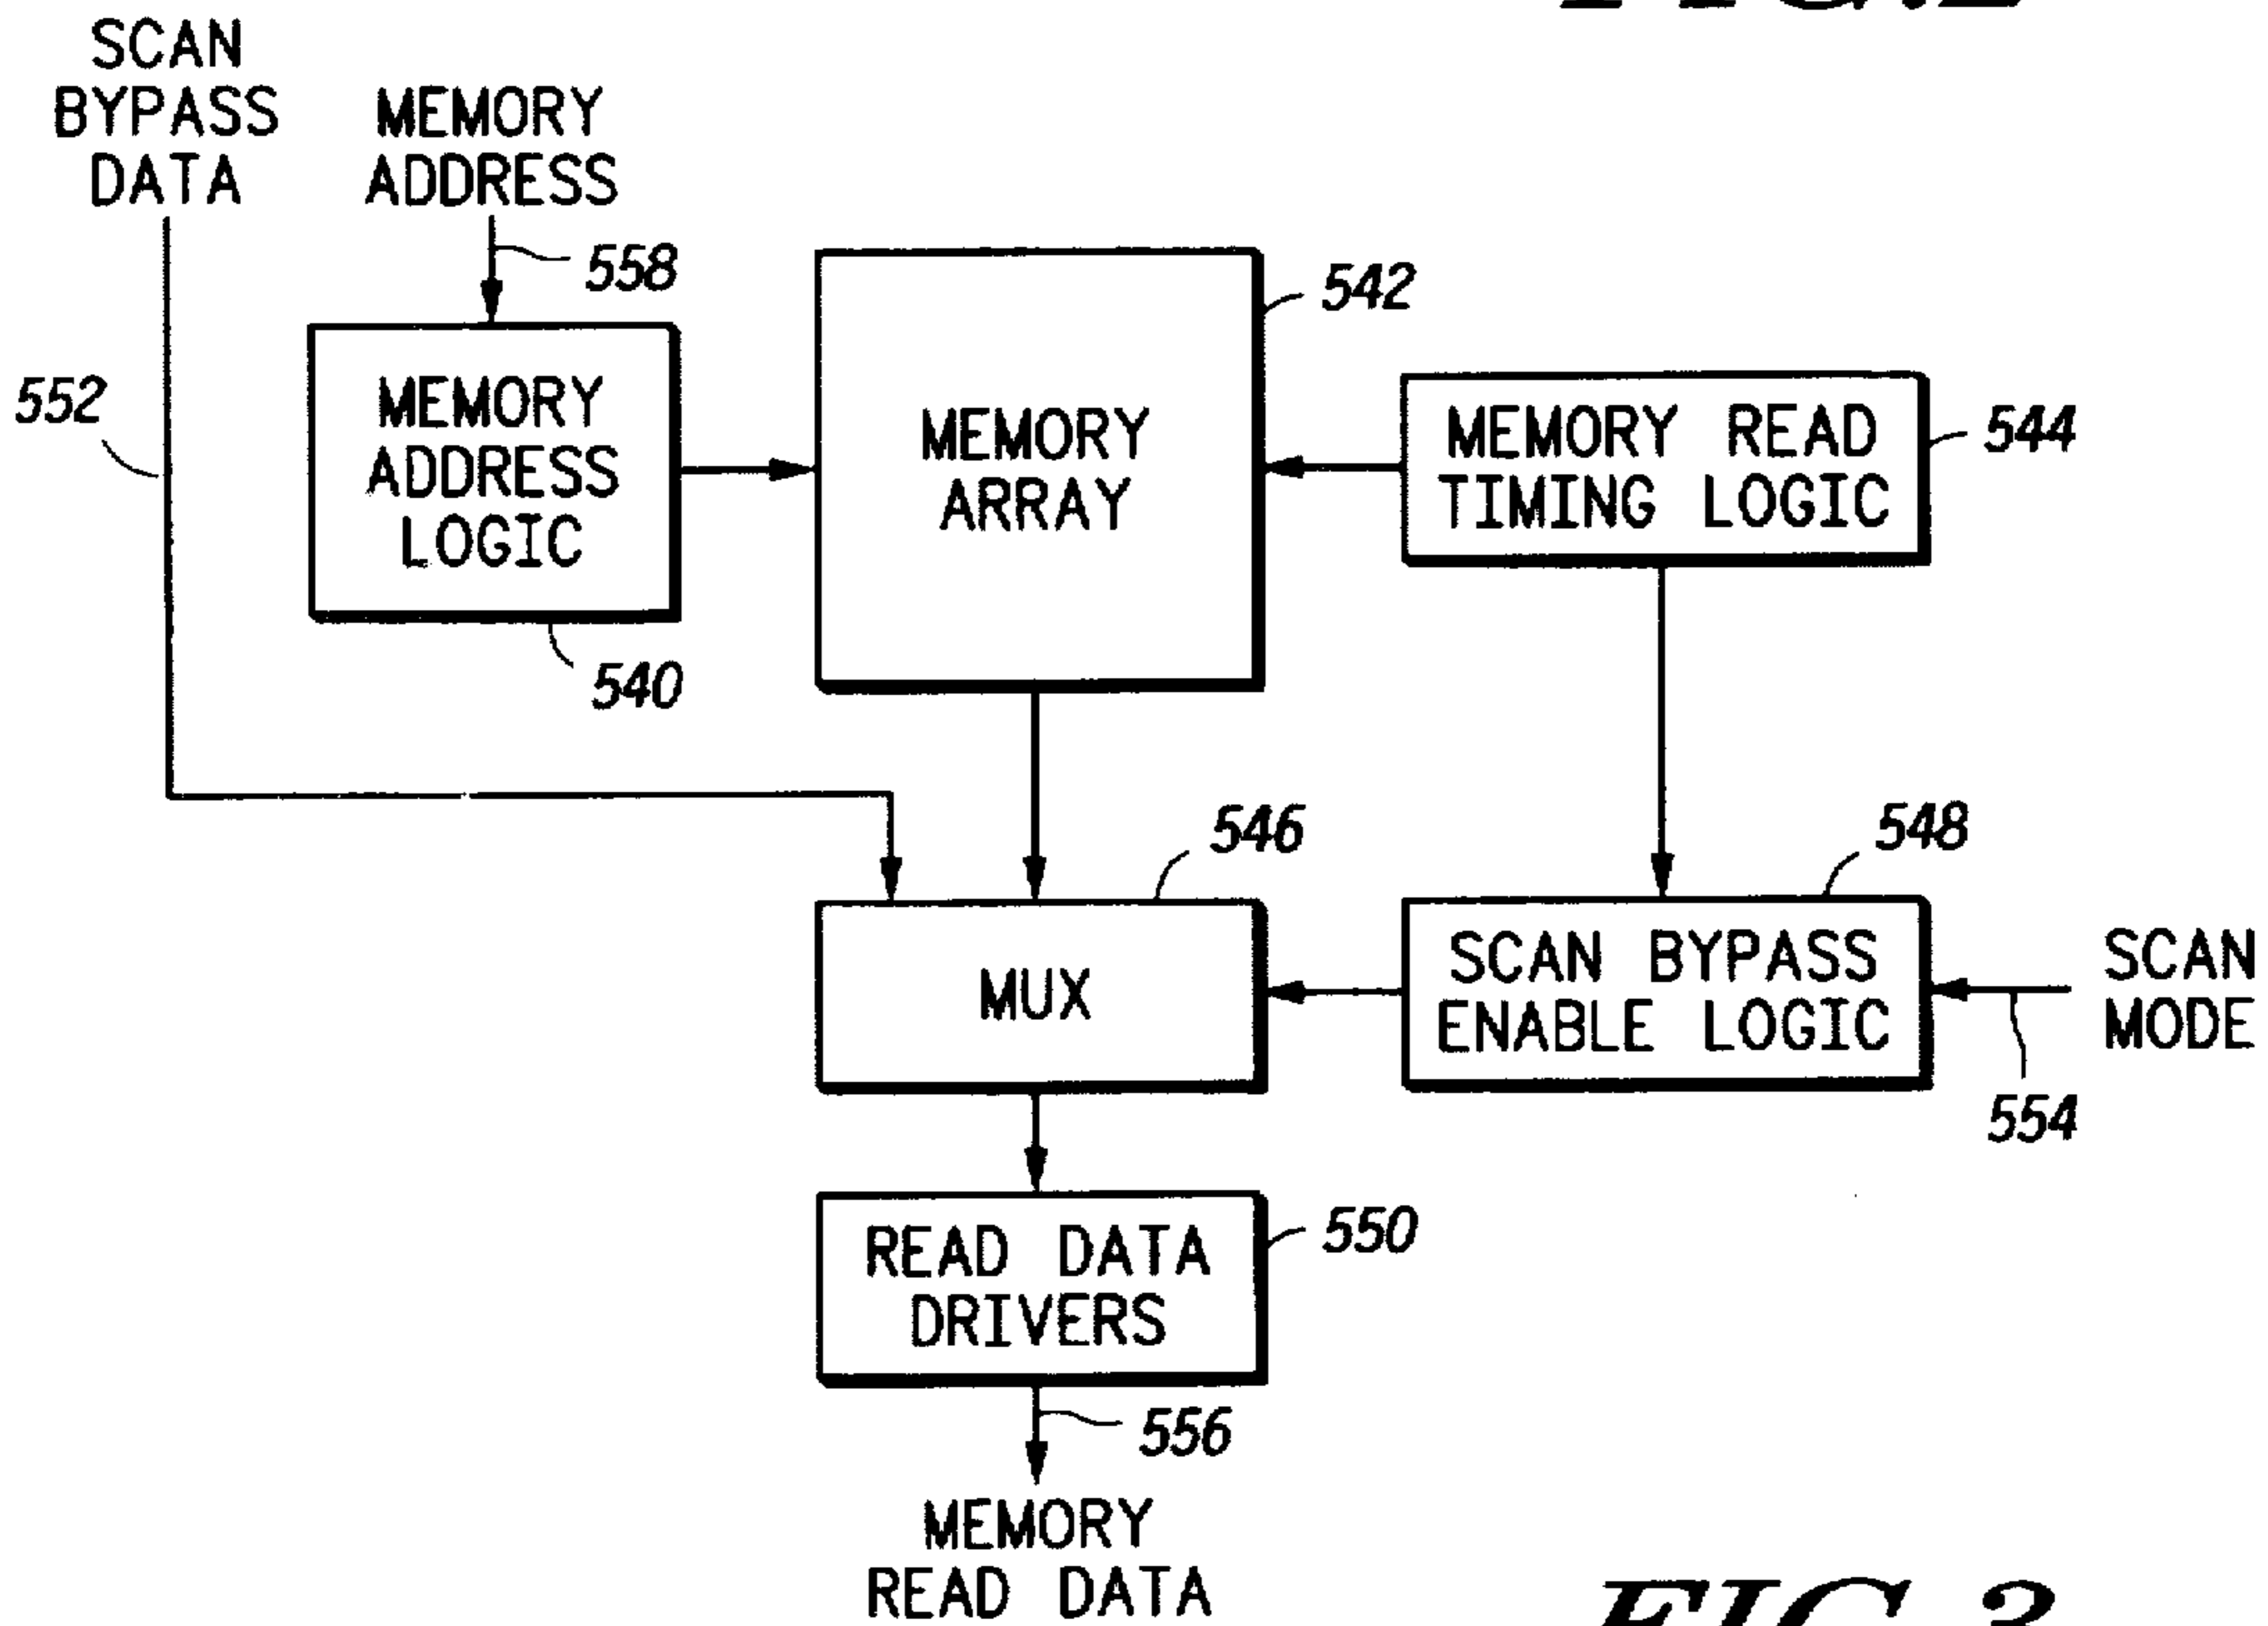 SCAN
BYPASS
DATA
MEMORY
ADDRESS
558
552
MEMORY
ADDRESS
LOGIC
540
MEMORY
ARRAY
542
MEMORY READ
TIMING LOGIC
544
546
MUX
548
SCAN BYPASS
ENABLE LOGIC
SCAN
MODE
554
READ DATA
DRIVERS
550
556
MEMORY
READ DATA